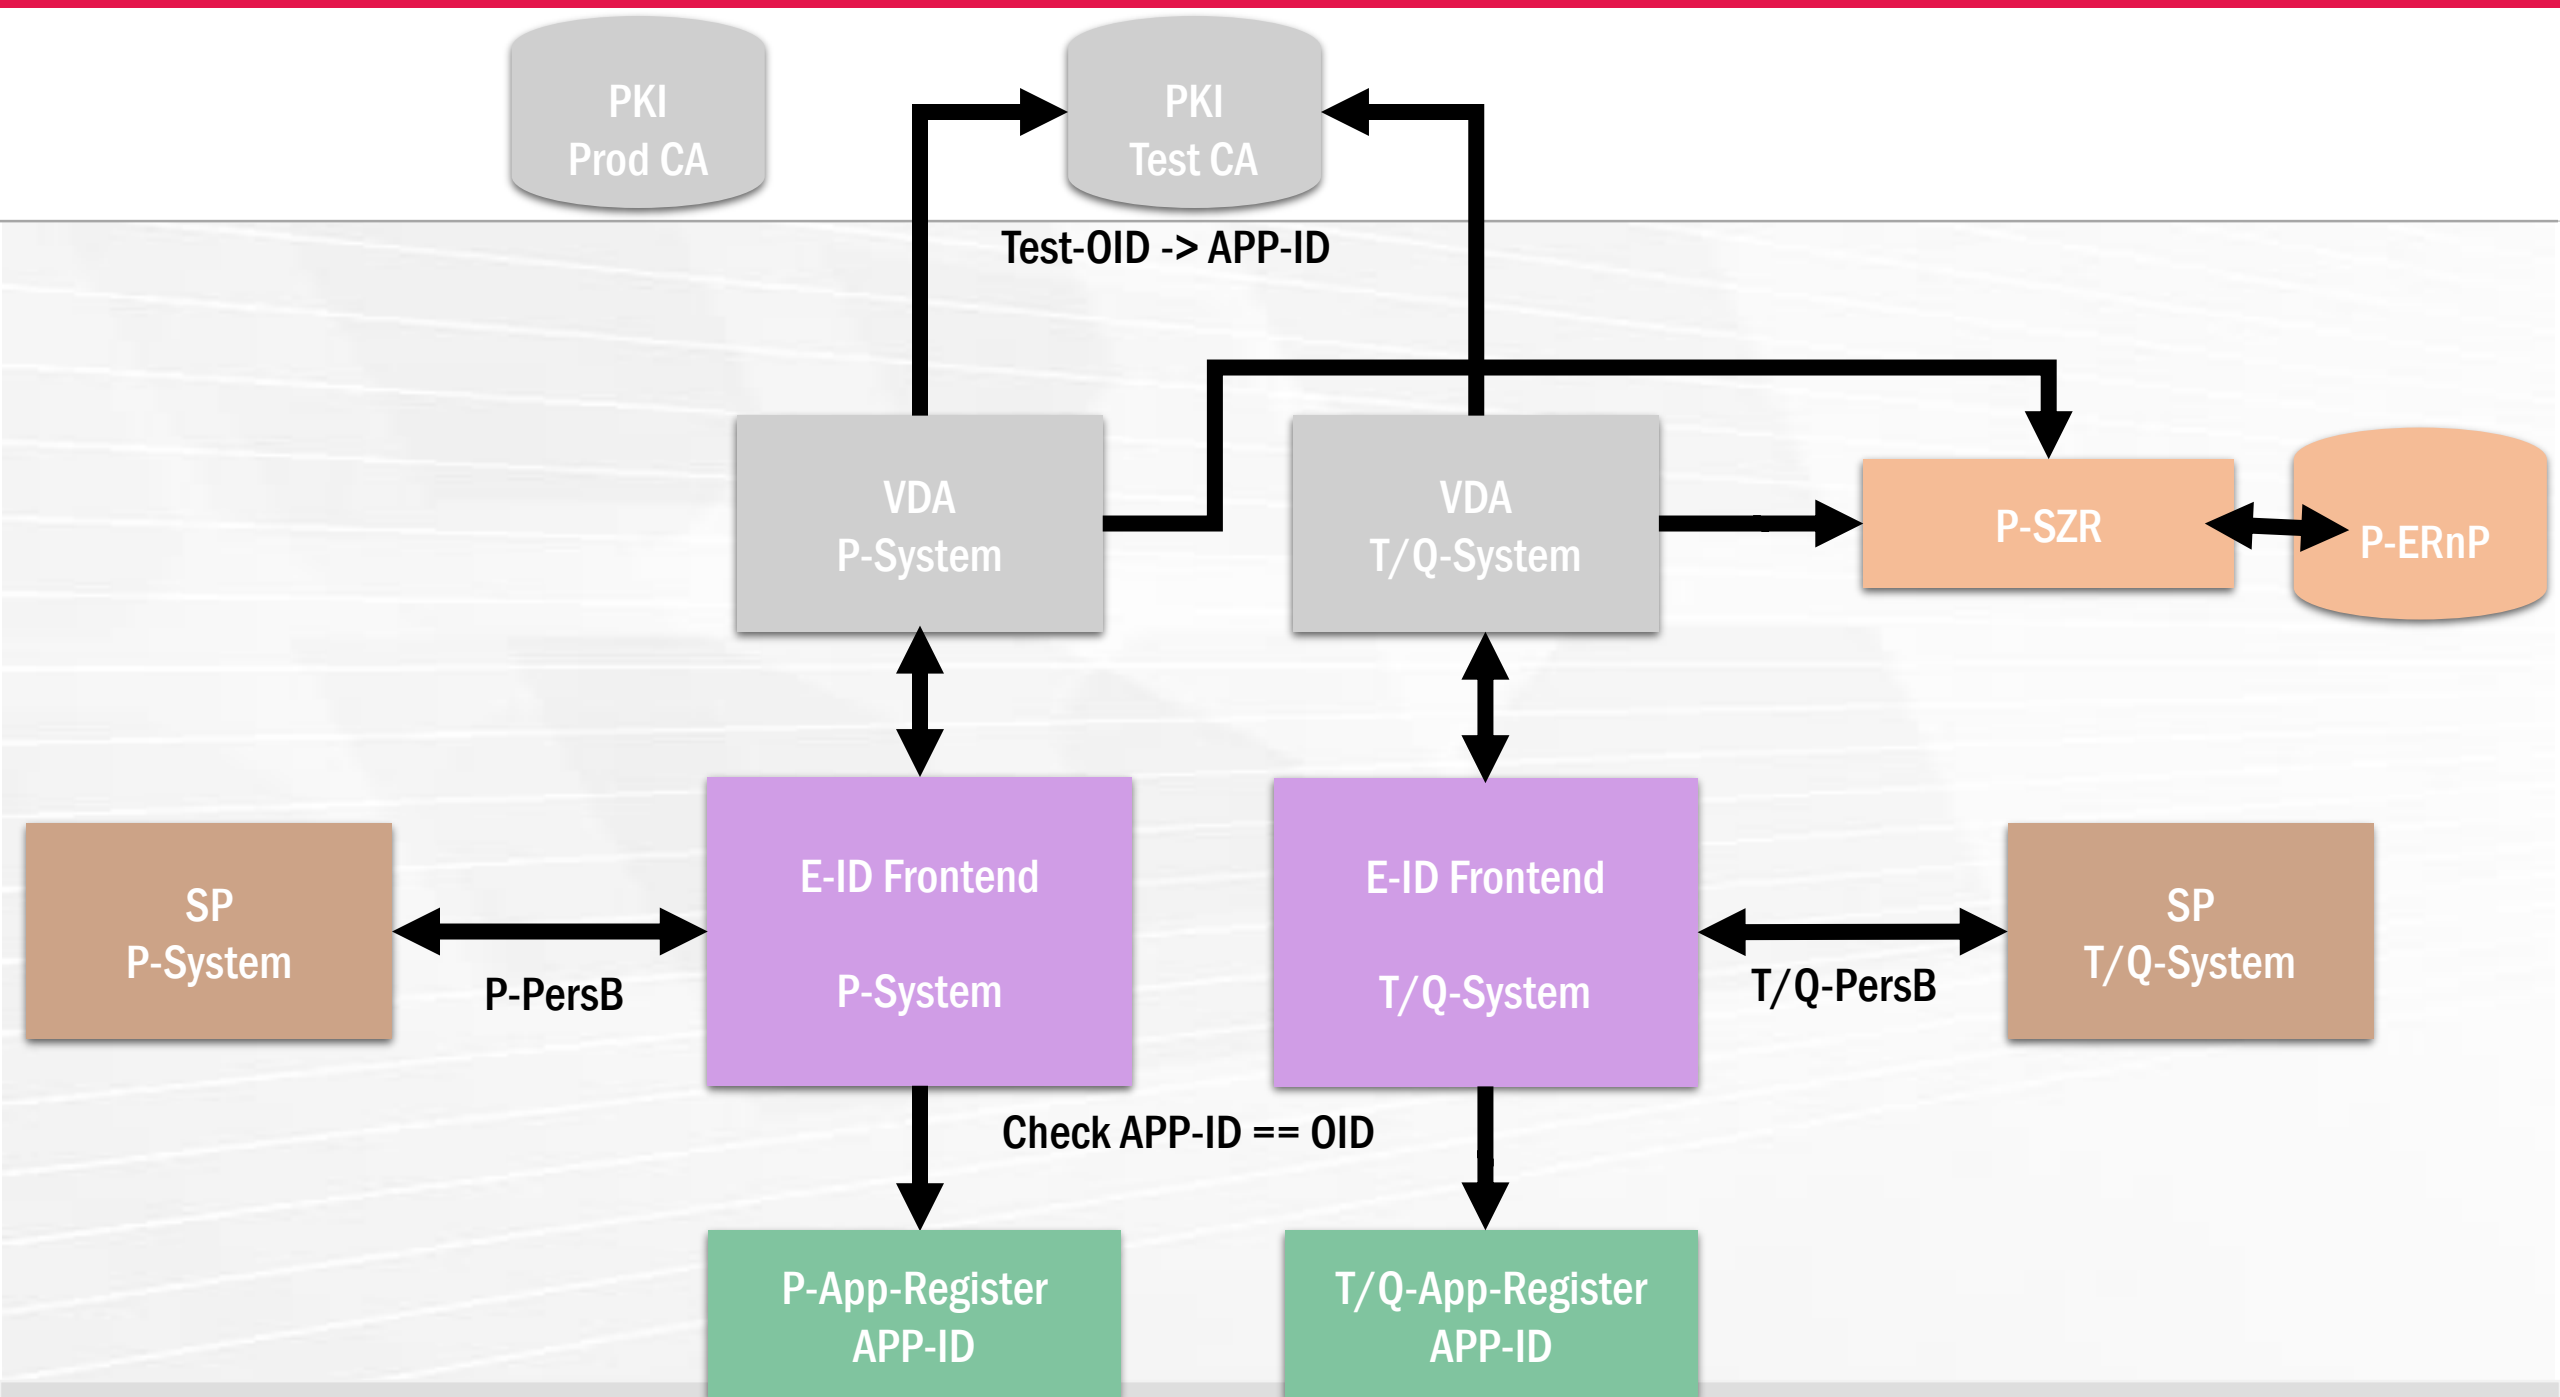 PKI
Prod CA
PKI
Test CA
Test-OID -> APP-ID
VDA
P-System
VDA
T/Q-System
P-SZR
P-ERnP
SP
P-System
P-PersB
E-ID Frontend
P-System
E-ID Frontend
T/Q-System
T/Q-PersB
SP
T/Q-System
Check APP-ID == OID
P-App-Register
APP-ID
T/Q-App-Register
APP-ID